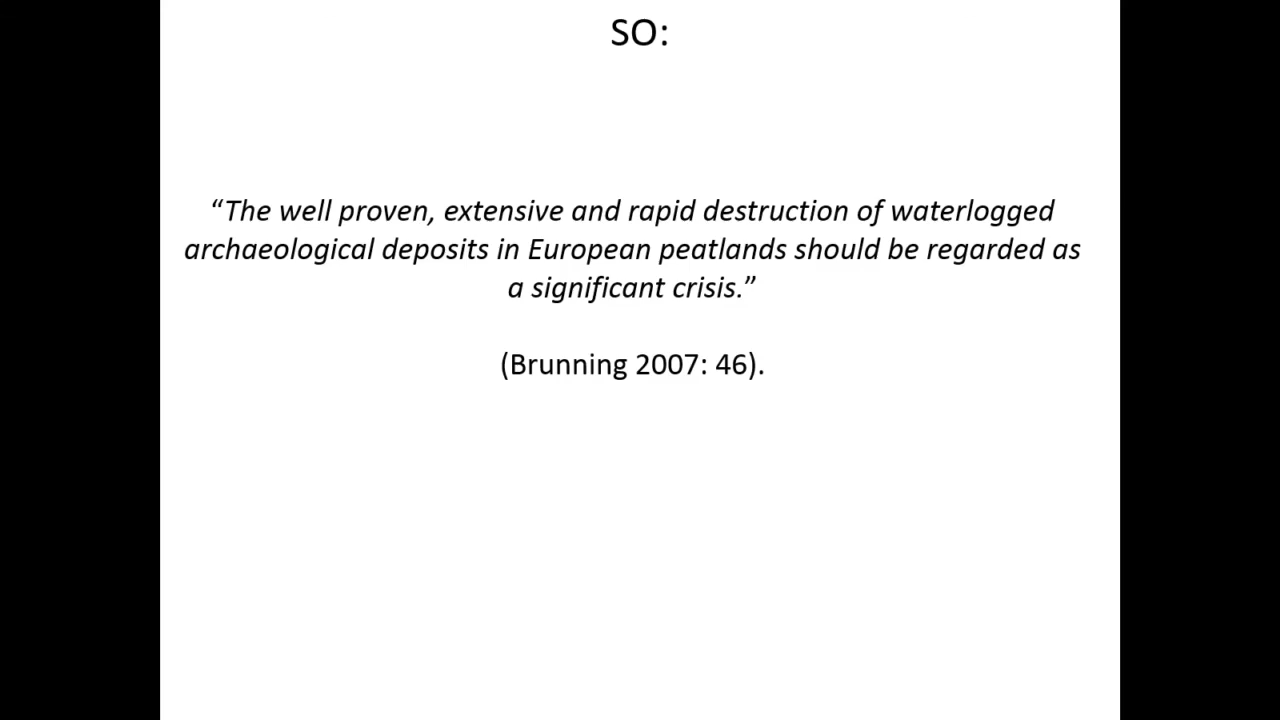 SO:
“The well proven, extensive and rapid destruction of waterlogged
archaeological deposits in European peatlands should be regarded as
a significant crisis.”
(Brunning 2007: 46).